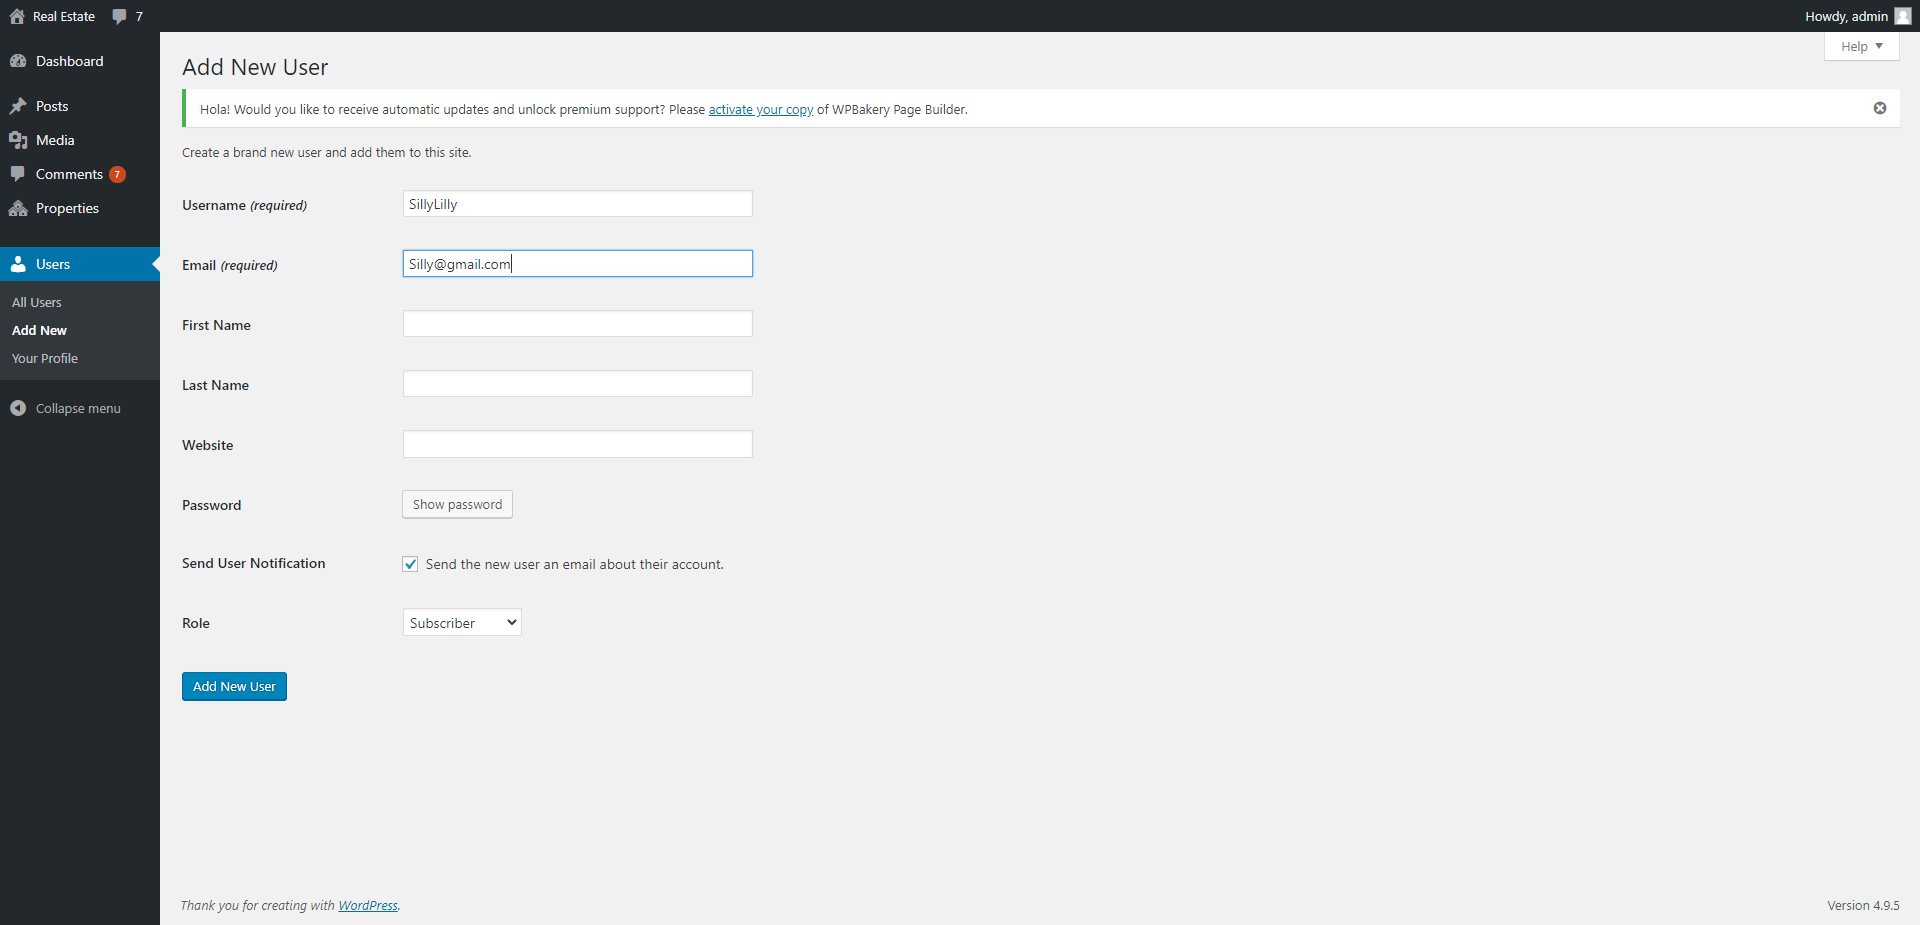 Real Estate 7 Howdy, admin
Help
Dashboard
Posts
Media
Comments 7
Properties
Users
All Users
Add New
Your Profile
Collapse menu
Add New User
Hola! Would you like to receive automatic updates and unlock premium support? Please activate your copy of WPBakery Page Builder.
Create a brand new user and add them to this site.
Username (required) SillyLilly
Email (required) Silly@gmail.com
First Name
Last Name
Website
Password Show password
Send User Notification Send the new user an email about their account.
Role Subscriber
Add New User
Thank you for creating with WordPress. Version 4.9.5